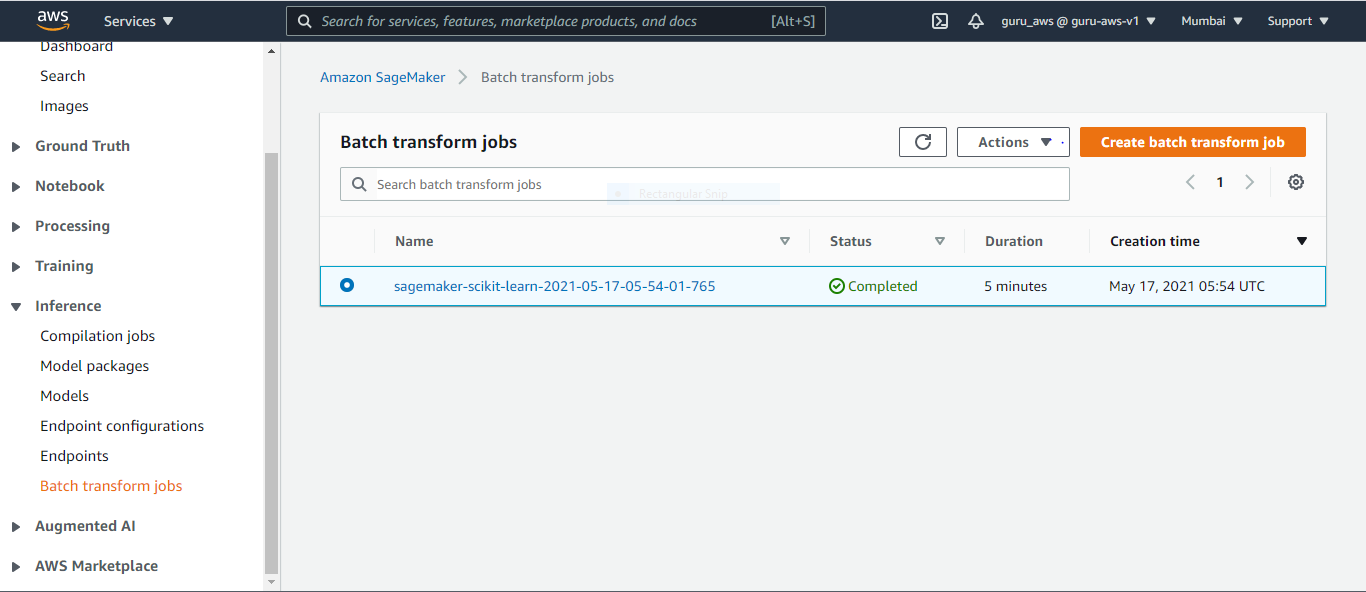 aws Services Search for services, features, marketplace products, and docs [Alt+S] guru_aws @ guru-aws-v1 Mumbai Support
Dashboard
Search
Images
Ground Truth
Notebook
Processing
Training
Inference
Compilation jobs
Model packages
Models
Endpoint configurations
Endpoints
Batch transform jobs
Augmented AI
AWS Marketplace
Amazon SageMaker Batch transform jobs
Batch transform jobs Actions Create batch transform job
Search batch transform jobs 1
Rectangular Snip
Name Status Duration Creation time
sagemaker-scikit-learn-2021-05-17-05-54-01-765 Completed 5 minutes May 17, 2021 05:54 UTC